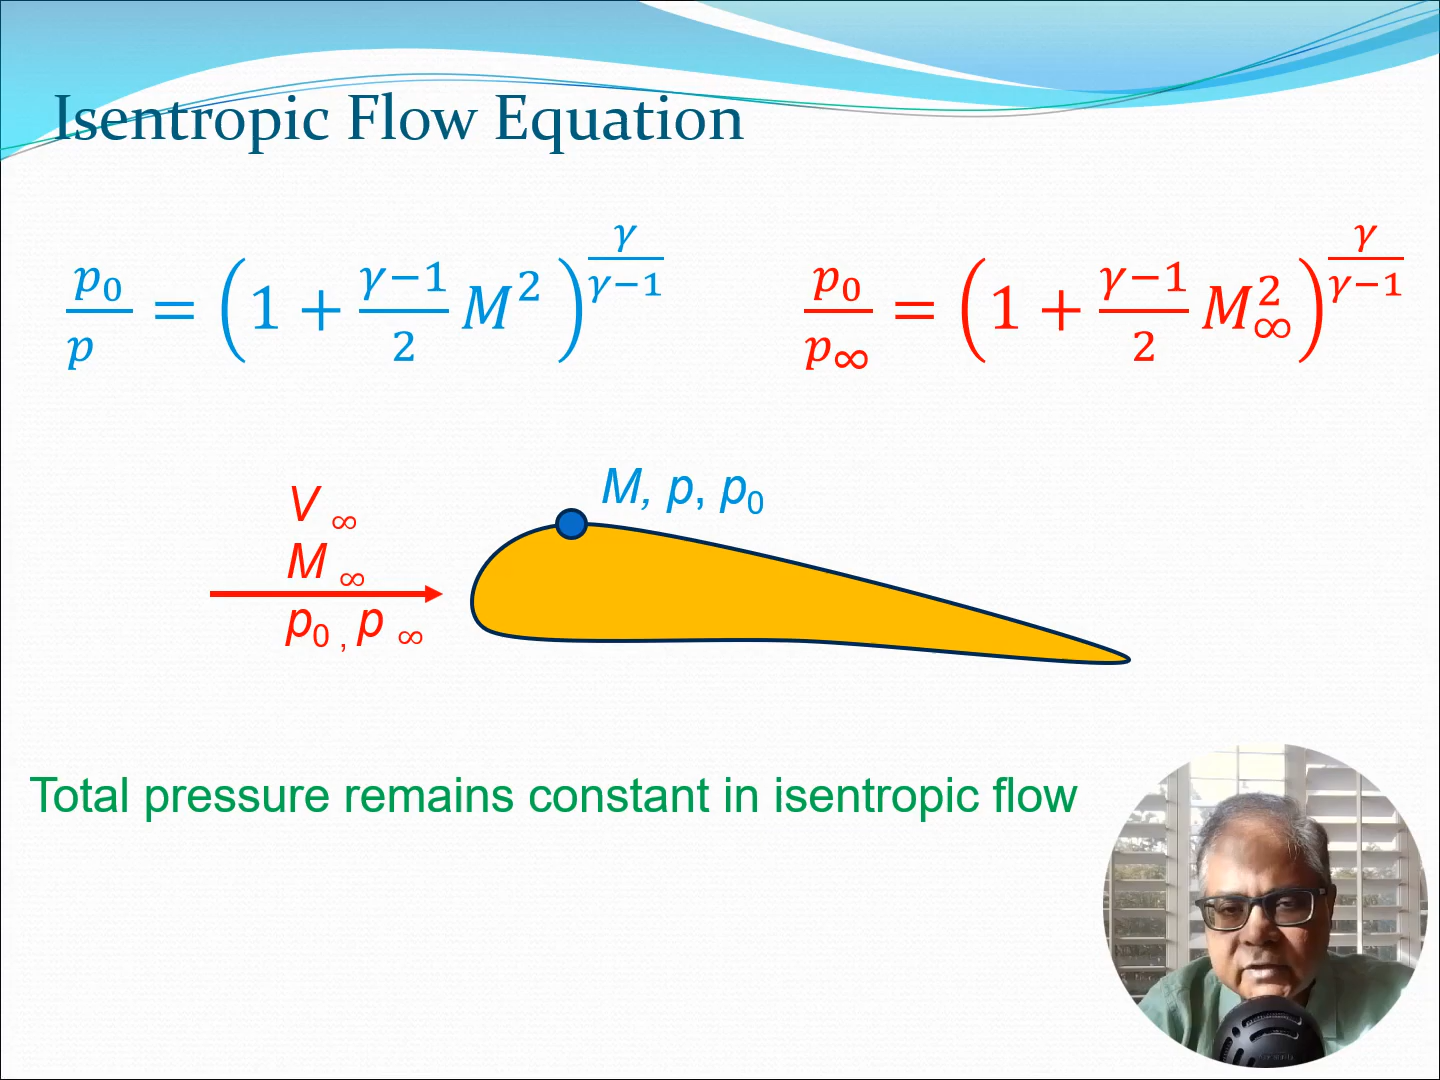 Isentropic Flow Equation
p₀/p = (1 + (γ−1)/2 M²)^(γ/(γ−1))
p₀/p∞ = (1 + (γ−1)/2 M∞²)^(γ/(γ−1))
M, p, p₀
V ∞
M ∞
p₀ , p ∞
Total pressure remains constant in isentropic flow